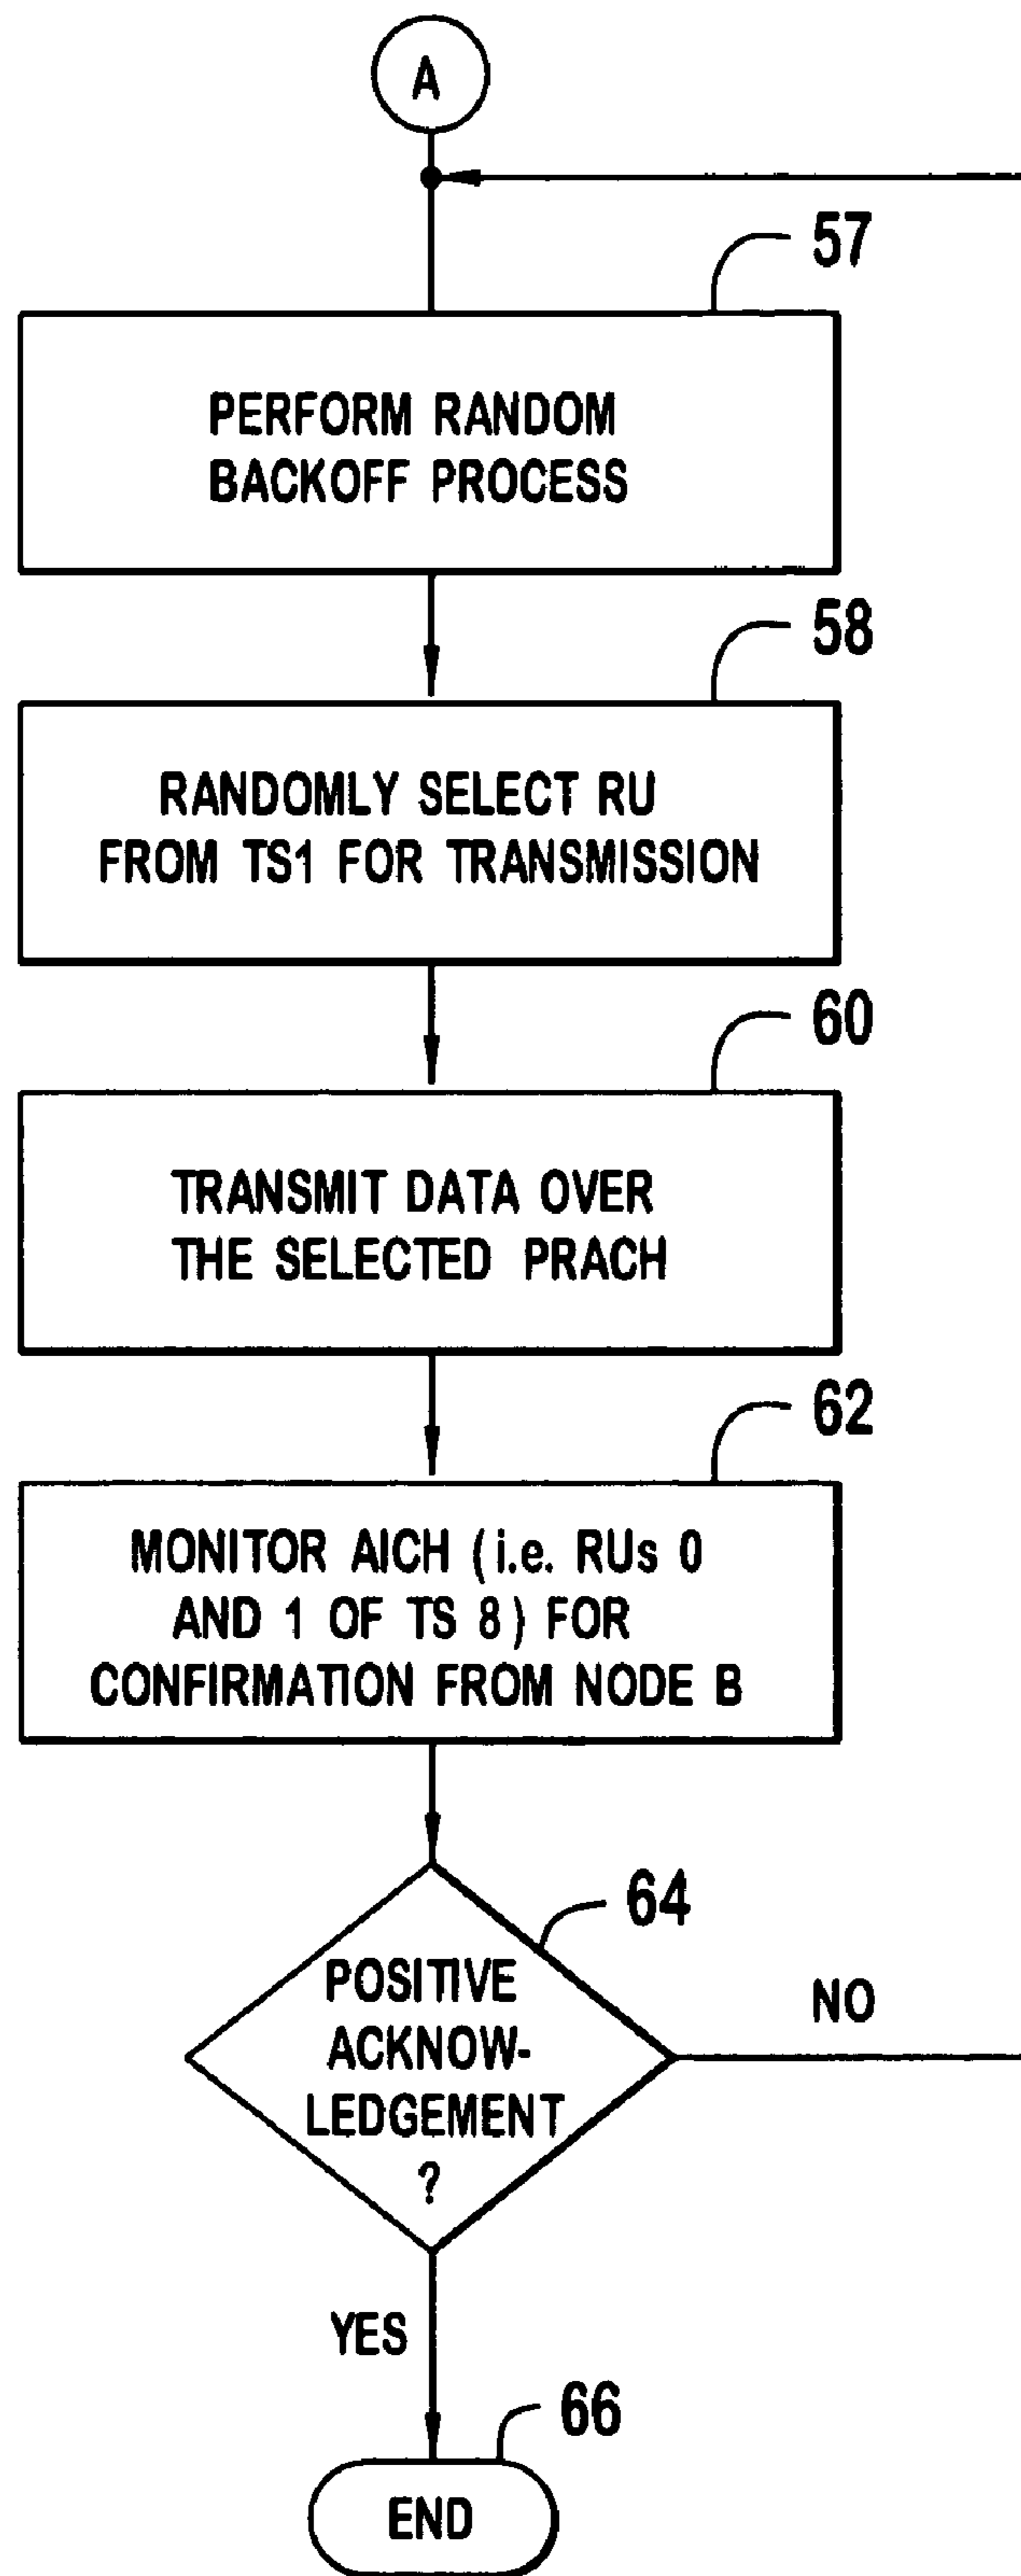 A
57
PERFORM RANDOM
BACKOFF PROCESS
58
RANDOMLY SELECT RU
FROM TS1 FOR TRANSMISSION
60
TRANSMIT DATA OVER
THE SELECTED PRACH
62
MONITOR AICH (i.e. RUs 0
AND 1 OF TS 8) FOR
CONFIRMATION FROM NODE B
64
POSITIVE
ACKNOW-
LEDGEMENT
?
NO
YES
66
END